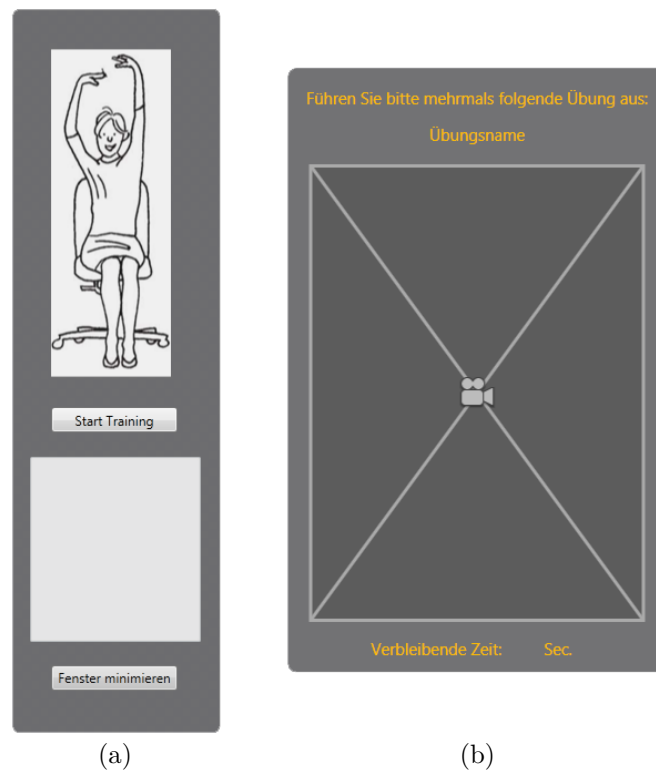 Start Training
Fenster minimieren
(a)
Führen Sie bitte mehrmals folgende Übung aus:
Übungsname
Verbleibende Zeit: Sec.
(b)